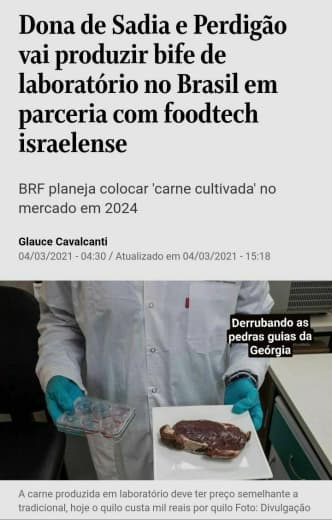 Dona de Sadia e Perdigão
vai produzir bife de
laboratório no Brasil em
parceria com foodtech
israelense
BRF planeja colocar 'carne cultivada' no
mercado em 2024
Glauce Cavalcanti
04/03/2021 - 04:30 / Atualizado em 04/03/2021 - 15:18
Derrubando as
pedras guias da
Geórgia
A carne produzida em laboratório deve ter preço semelhante a
tradicional, hoje o quilo custa mil reais por quilo Foto: Divulgação